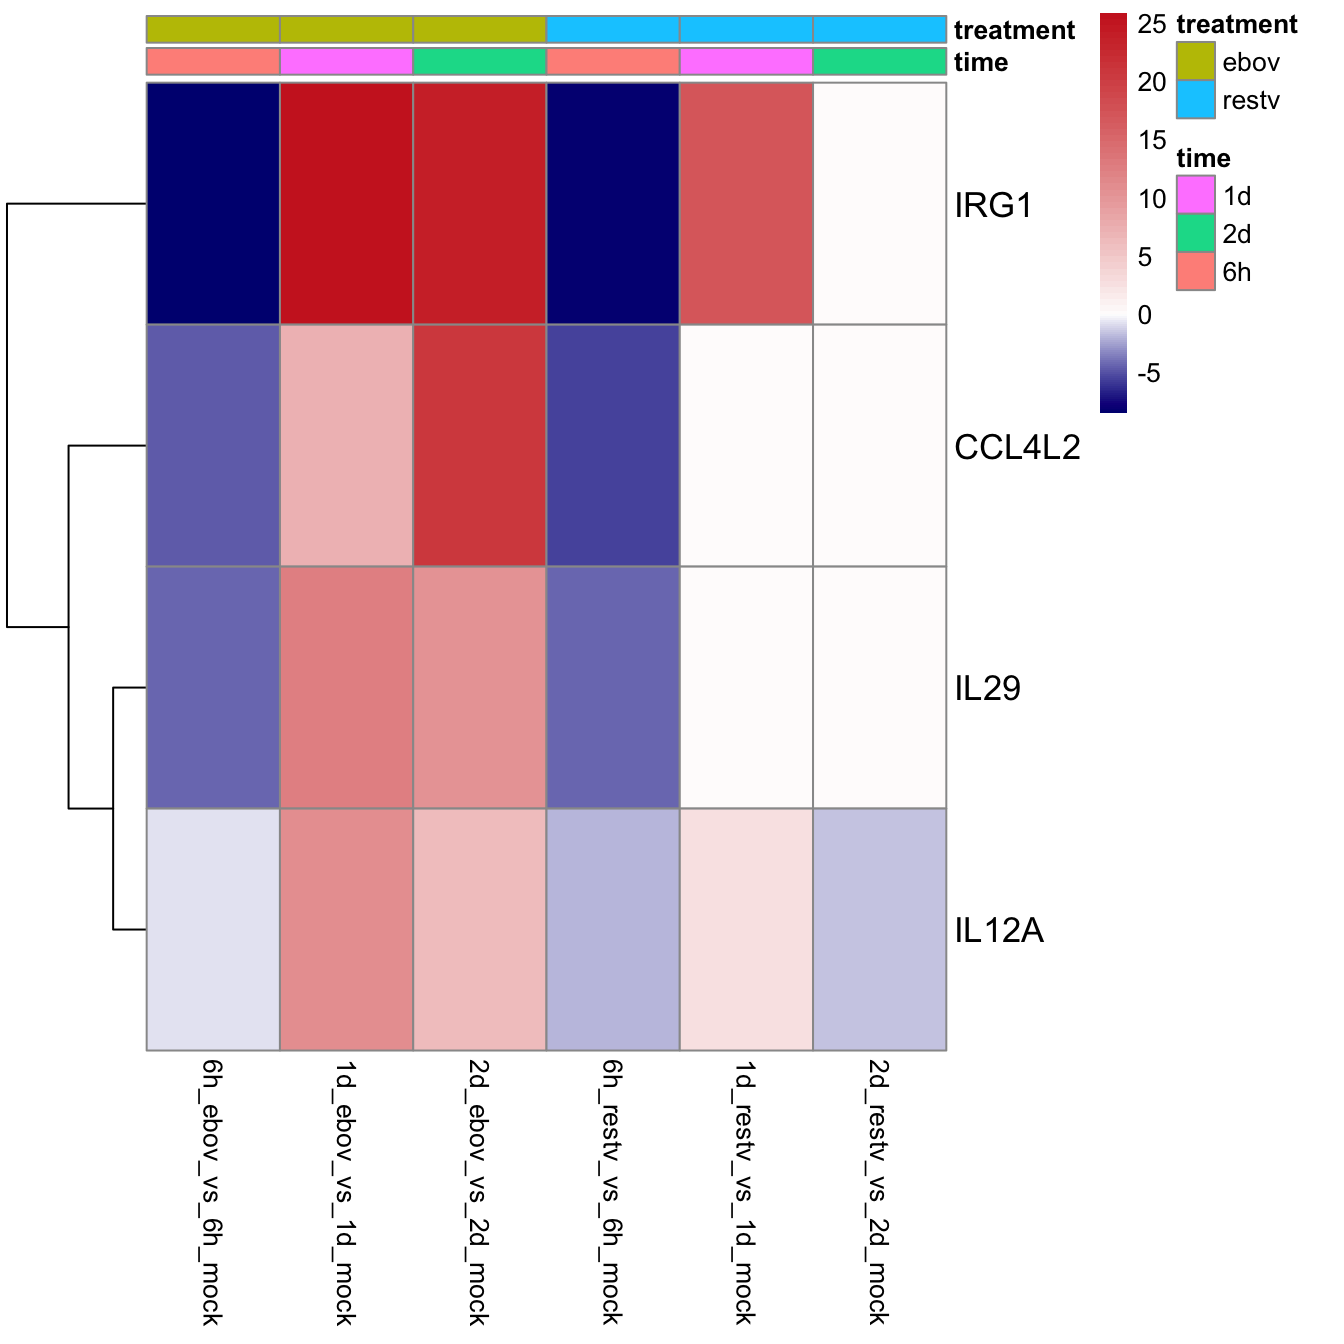 treatment
time
IRG1
CCL4L2
IL29
IL12A
6h_ebov_vs_6h_mock
1d_ebov_vs_1d_mock
2d_ebov_vs_2d_mock
6h_restv_vs_6h_mock
1d_restv_vs_1d_mock
2d_restv_vs_2d_mock
25
20
15
10
5
0
-5
treatment
ebov
restv
time
1d
2d
6h